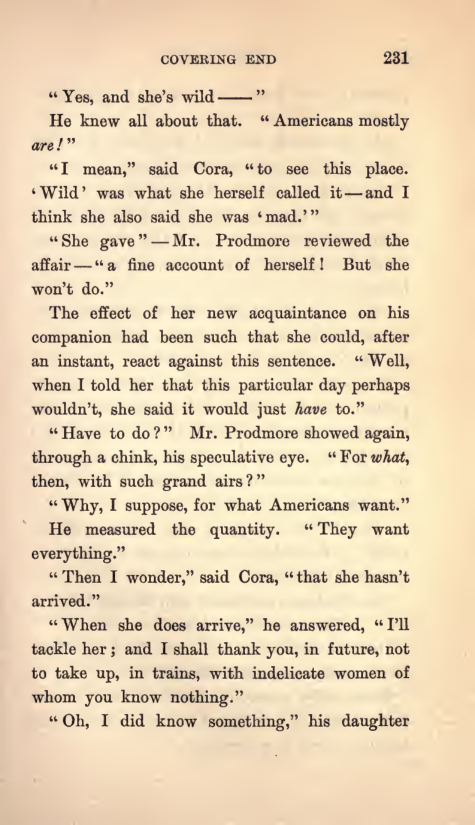 COVERING END 231
“Yes, and she's wild ——”
He knew all about that. “Americans mostly
are!”
“I mean,” said Cora, “to see this place.
‘Wild’ was what she herself called it—and I
think she also said she was ‘mad.’”
“She gave”—Mr. Prodmore reviewed the
affair—“a fine account of herself! But she
won't do.”
The effect of her new acquaintance on his
companion had been such that she could, after
an instant, react against this sentence. “Well,
when I told her that this particular day perhaps
wouldn't, she said it would just have to.”
“Have to do?” Mr. Prodmore showed again,
through a chink, his speculative eye. “For what,
then, with such grand airs?”
“Why, I suppose, for what Americans want.”
He measured the quantity. “They want
everything.”
“Then I wonder,” said Cora, “that she hasn't
arrived.”
“When she does arrive,” he answered, “I'll
tackle her; and I shall thank you, in future, not
to take up, in trains, with indelicate women of
whom you know nothing.”
“Oh, I did know something,” his daughter